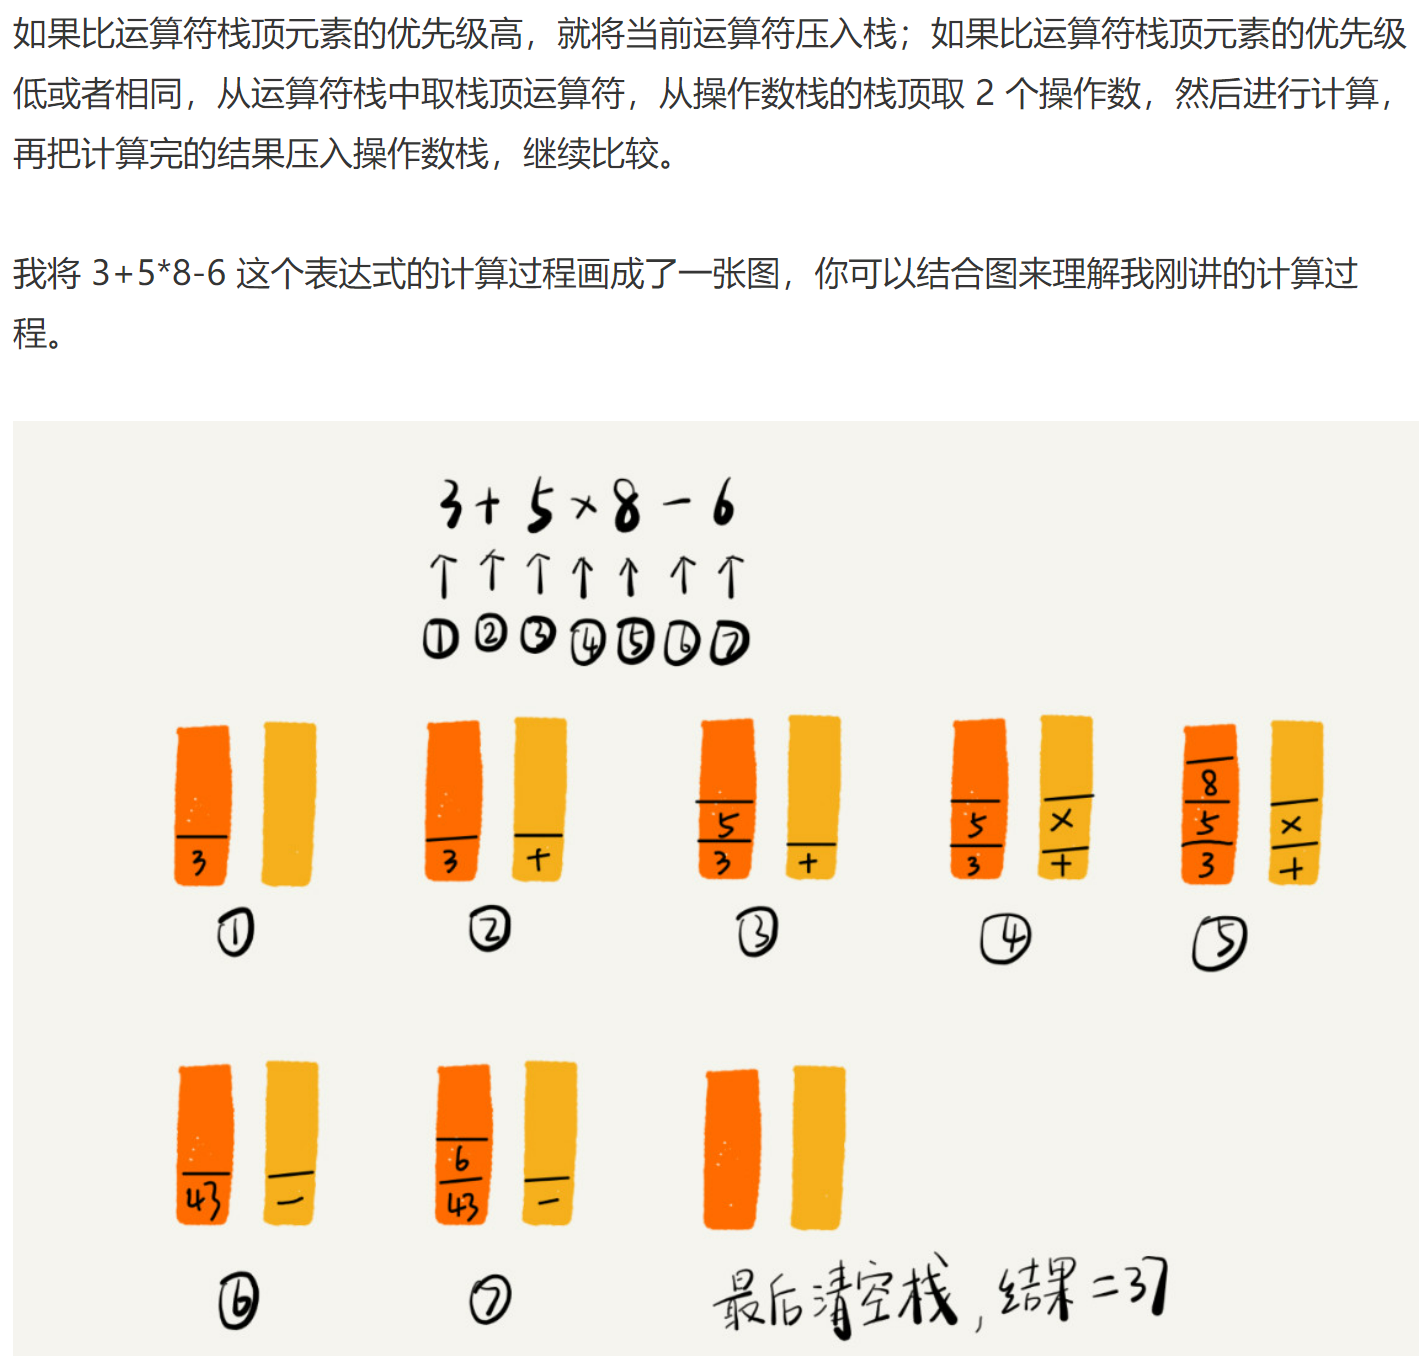 如果比运算符栈顶元素的优先级高，就将当前运算符压入栈；如果比运算符栈顶元素的优先级
低或者相同，从运算符栈中取栈顶运算符，从操作数栈的栈顶取 2 个操作数，然后进行计算，
再把计算完的结果压入操作数栈，继续比较。
我将 3+5*8-6 这个表达式的计算过程画成了一张图，你可以结合图来理解我刚讲的计算过
程。
3 + 5 × 8 - 6
↑ ↑ ↑ ↑ ↑ ↑ ↑
① ② ③ ④ ⑤ ⑥ ⑦
3
①
3 +
②
5
3 +
③
5 ×
3 +
④
8
5 ×
3 +
⑤
43 -
⑥
6
43 -
⑦
最后清空栈，结果=37